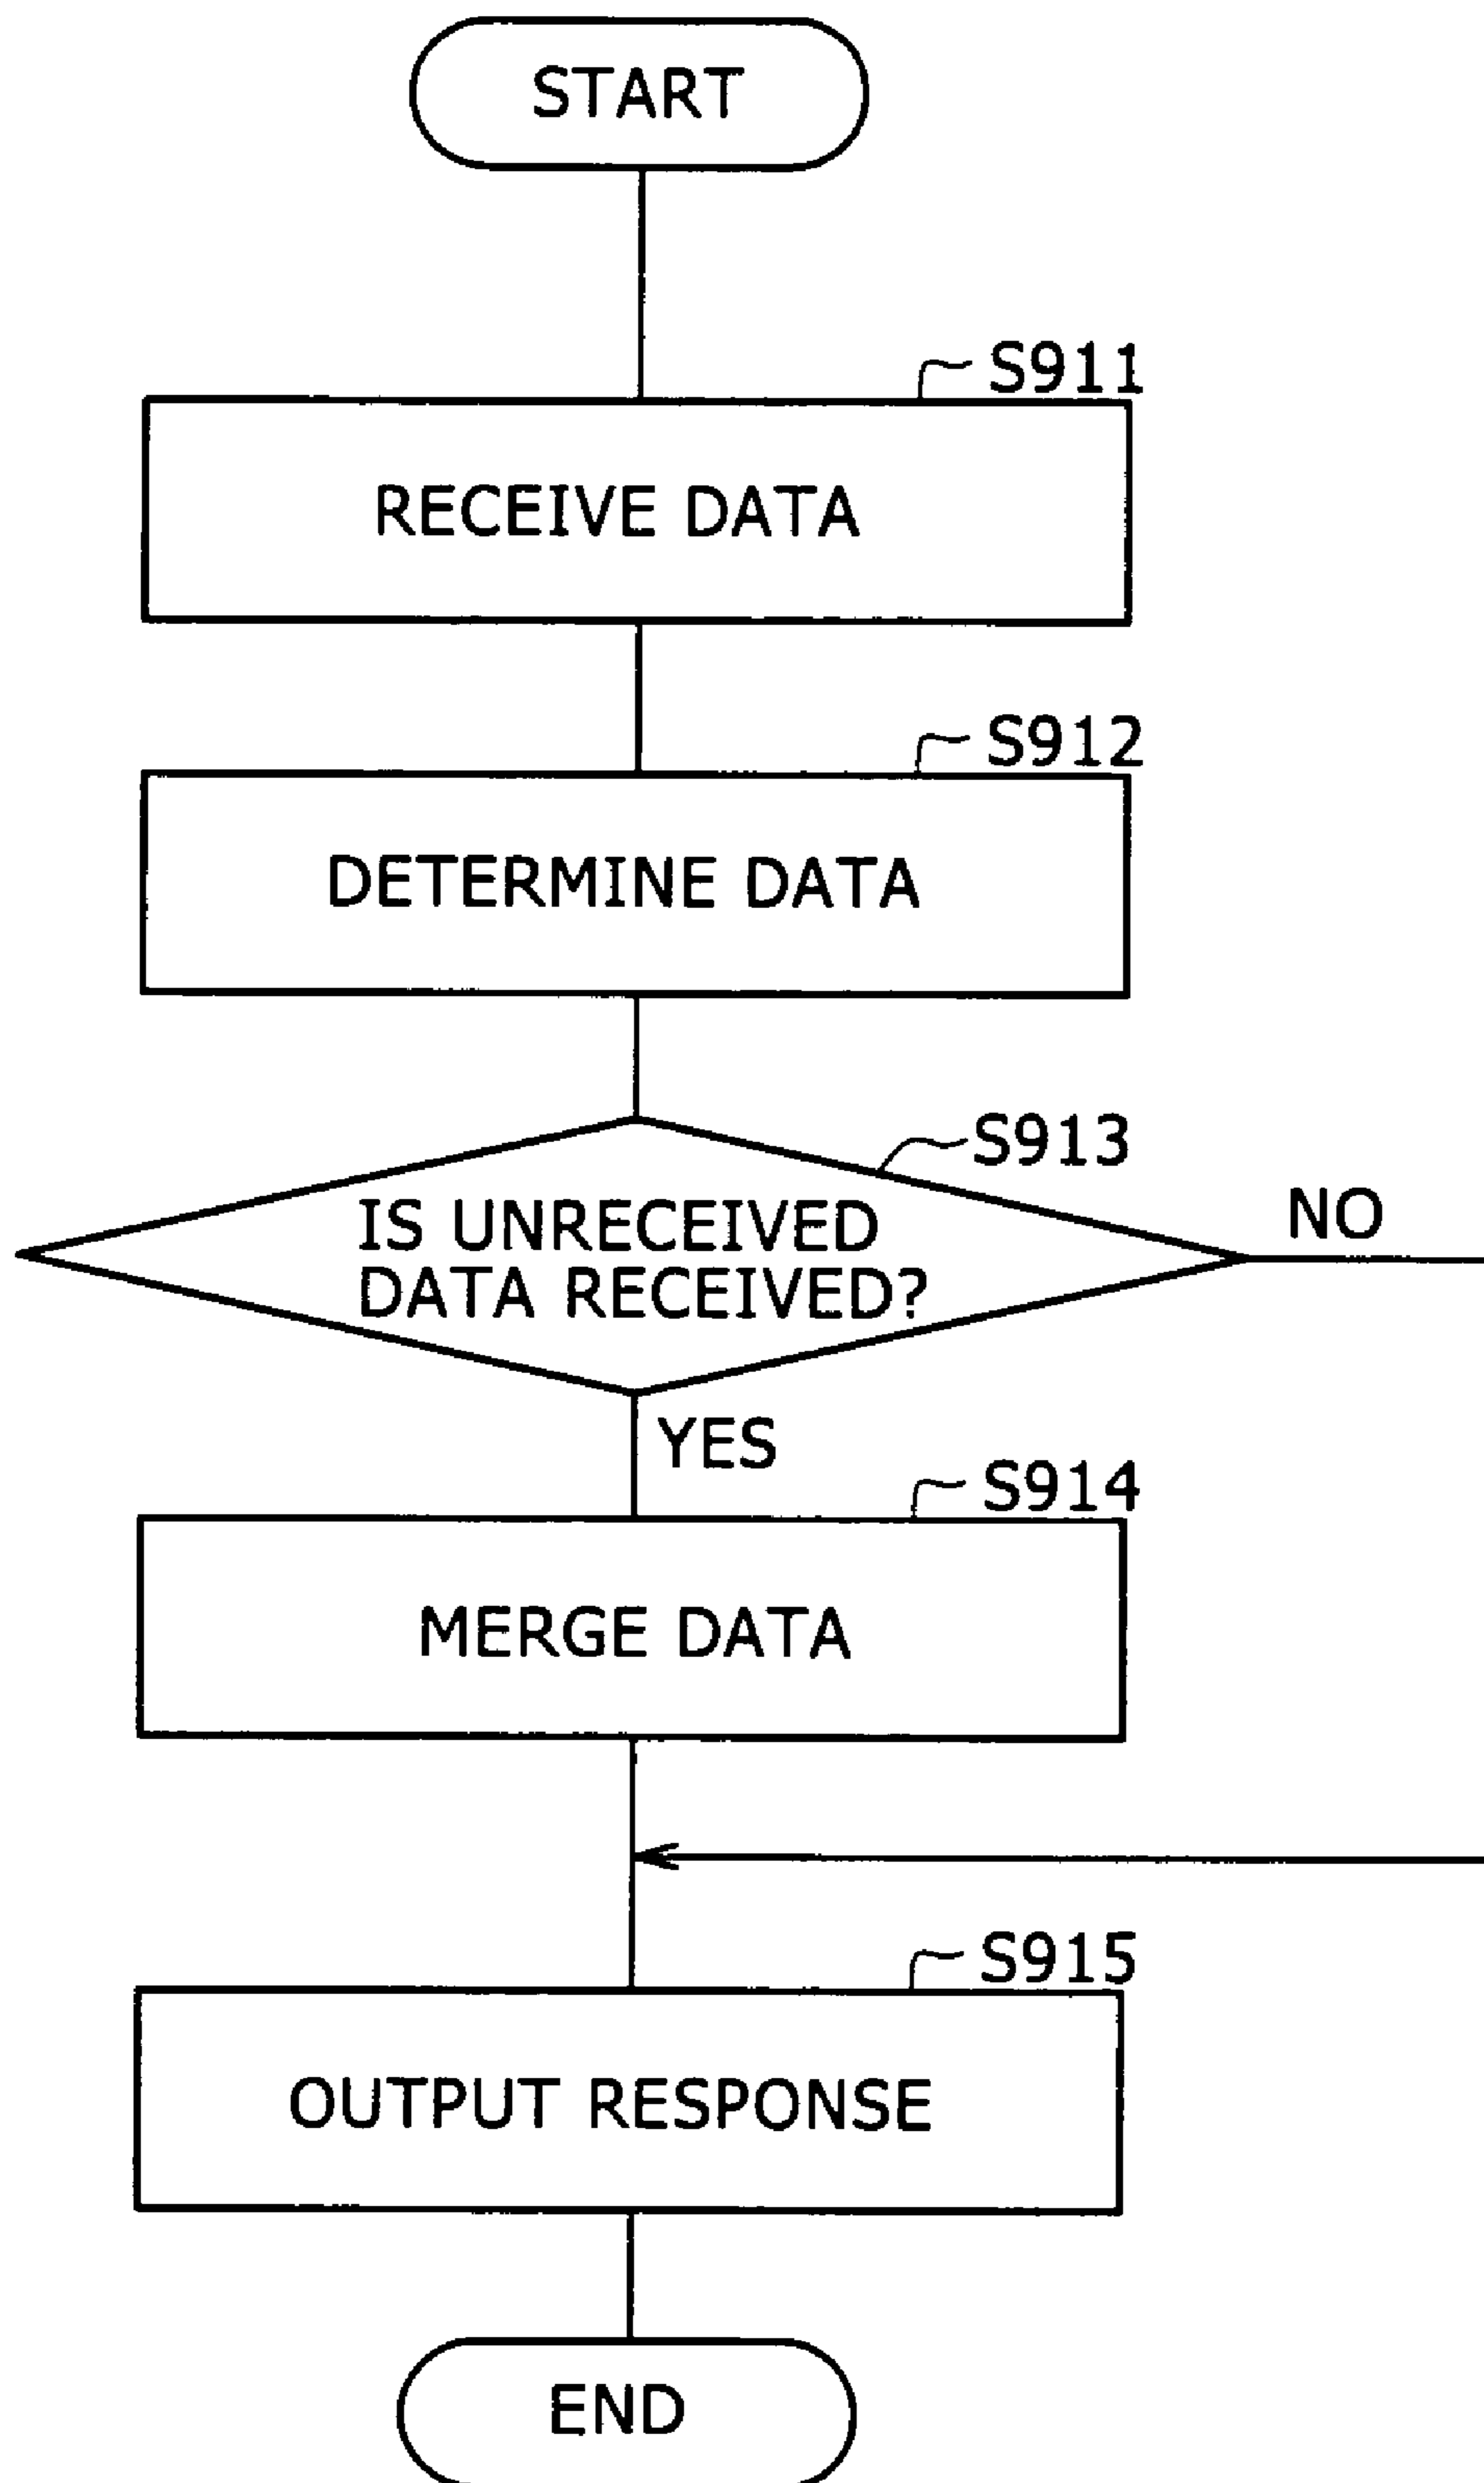 START
S911
RECEIVE DATA
S912
DETERMINE DATA
S913
NO
IS UNRECEIVED
DATA RECEIVED?
YES
S914
MERGE DATA
S915
OUTPUT RESPONSE
END